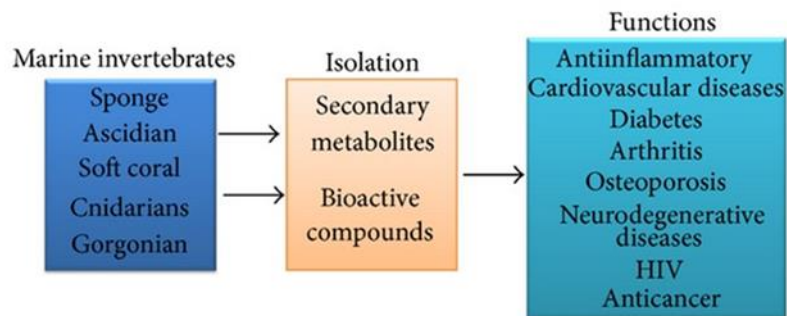 Marine invertebrates
Sponge
Ascidian
Soft coral
Cnidarians
Gorgonian
Isolation
Secondary
metabolites
Bioactive
compounds
Functions
Antiinflammatory
Cardiovascular diseases
Diabetes
Arthritis
Osteoporosis
Neurodegenerative
diseases
HIV
Anticancer